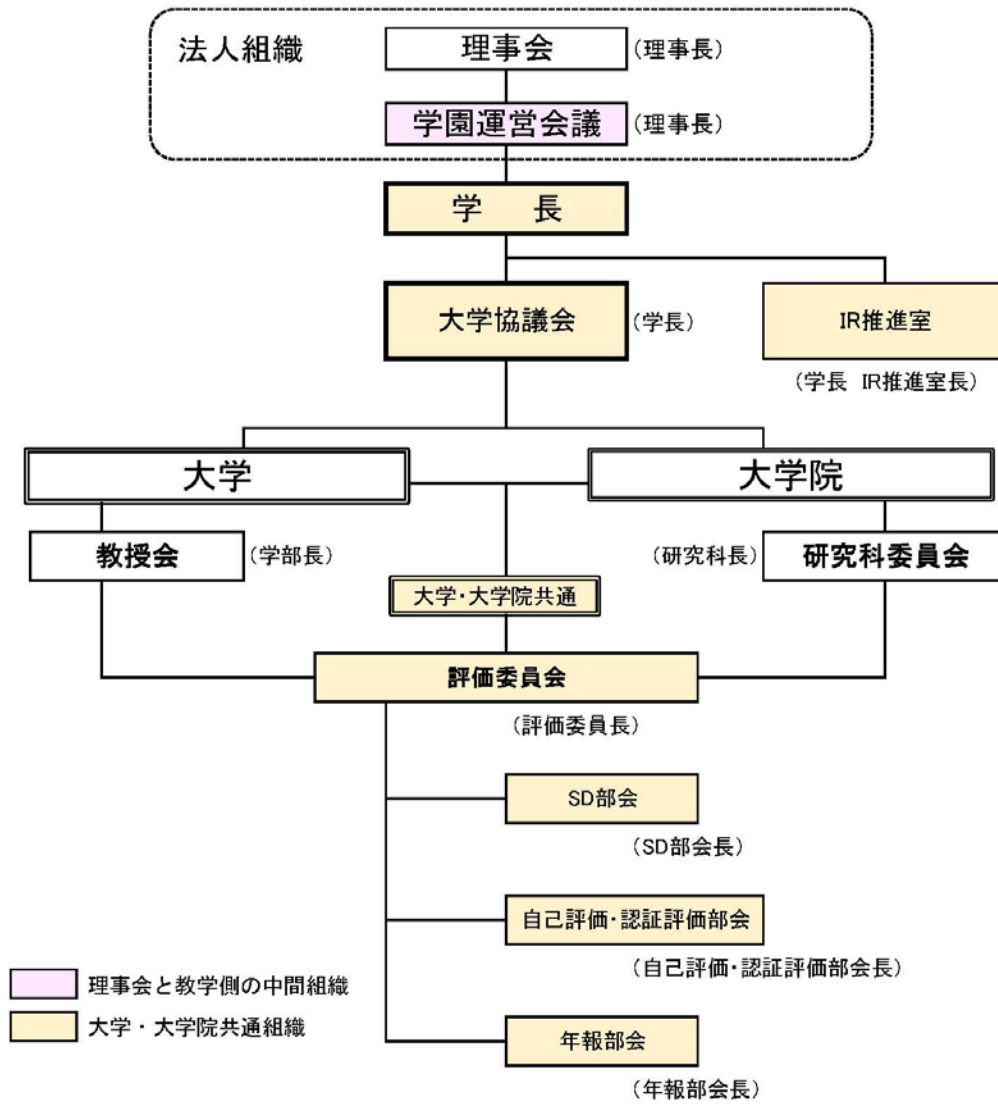 法人組織
理事会
(理事長)
学園運営会議
(理事長)
学 長
大学協議会
(学長)
IR推進室
(学長 IR推進室長)
大学
大学院
教授会
(学部長)
(研究科長)
研究科委員会
大学・大学院共通
評価委員会
(評価委員長)
SD部会
(SD部会長)
自己評価・認証評価部会
(自己評価・認証評価部会長)
理事会と教学側の中間組織
大学・大学院共通組織
年報部会
(年報部会長)